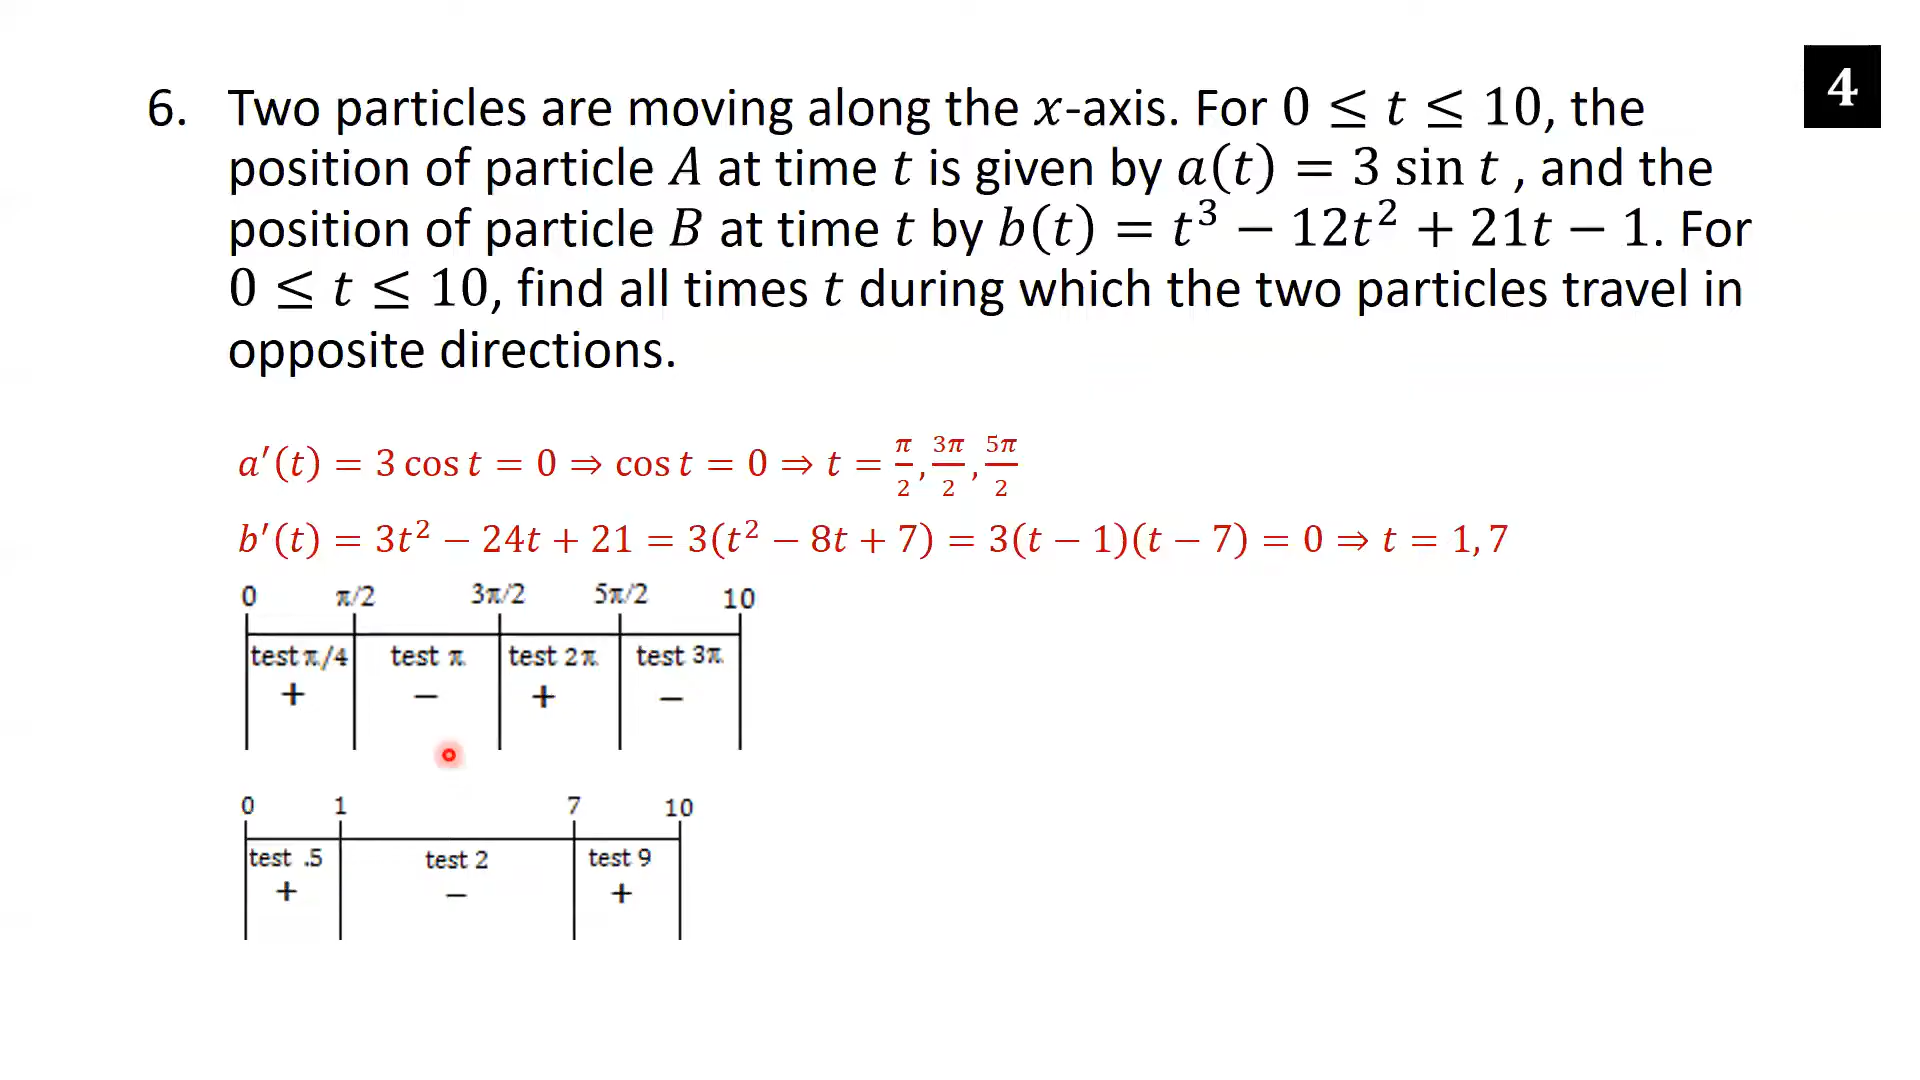 4
6. Two particles are moving along the x-axis. For 0 ≤ t ≤ 10, the
position of particle A at time t is given by a(t) = 3 sin t , and the
position of particle B at time t by b(t) = t³ − 12t² + 21t − 1. For
0 ≤ t ≤ 10, find all times t during which the two particles travel in
opposite directions.
a′(t) = 3 cos t = 0 ⇒ cos t = 0 ⇒ t = π/2, 3π/2, 5π/2
b′(t) = 3t² − 24t + 21 = 3(t² − 8t + 7) = 3(t − 1)(t − 7) = 0 ⇒ t = 1, 7
0 π/2 3π/2 5π/2 10
test π/4 test π test 2π test 3π
+ − + −
0 1 7 10
test .5 test 2 test 9
+ − +